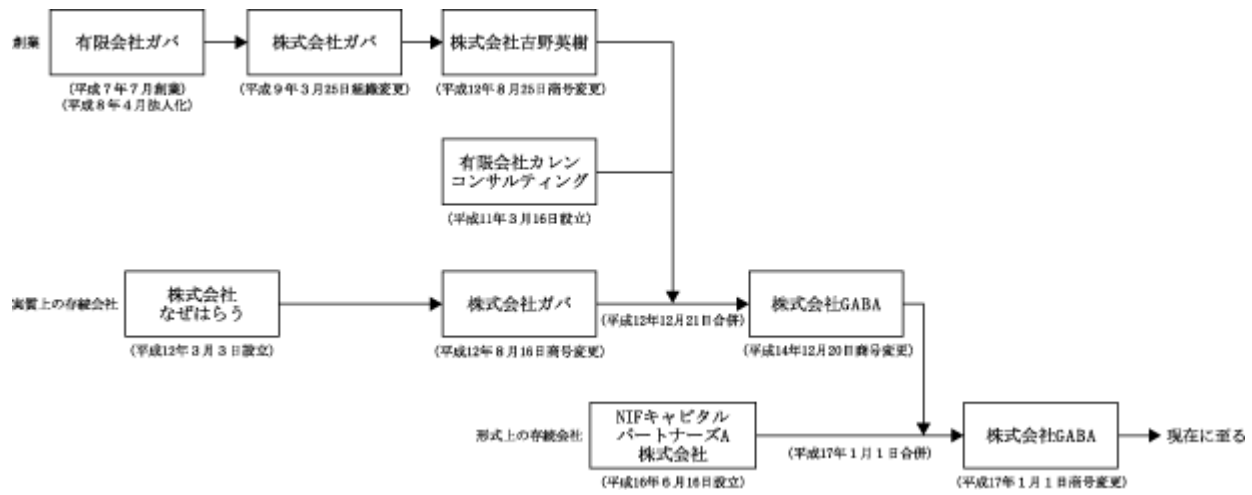 創業
有限会社ガバ
株式会社ガバ
株式会社吉野英樹
(平成７年７月創業)
(平成８年４月法人化)
(平成９年３月25日組織変更)
(平成12年８月25日商号変更)
有限会社カレン
コンサルティング
(平成11年３月16日設立)
実質上の存続会社
株式会社
なぜはらう
株式会社ガバ
(平成12年12月21日合併)
株式会社GABA
(平成12年３月３日設立)
(平成12年８月16日商号変更)
(平成14年12月20日商号変更)
形式上の存続会社
NIFキャピタル
パートナーズA
株式会社
(平成17年１月１日合併)
株式会社GABA
現在に至る
(平成16年６月16日設立)
(平成17年１月１日商号変更)